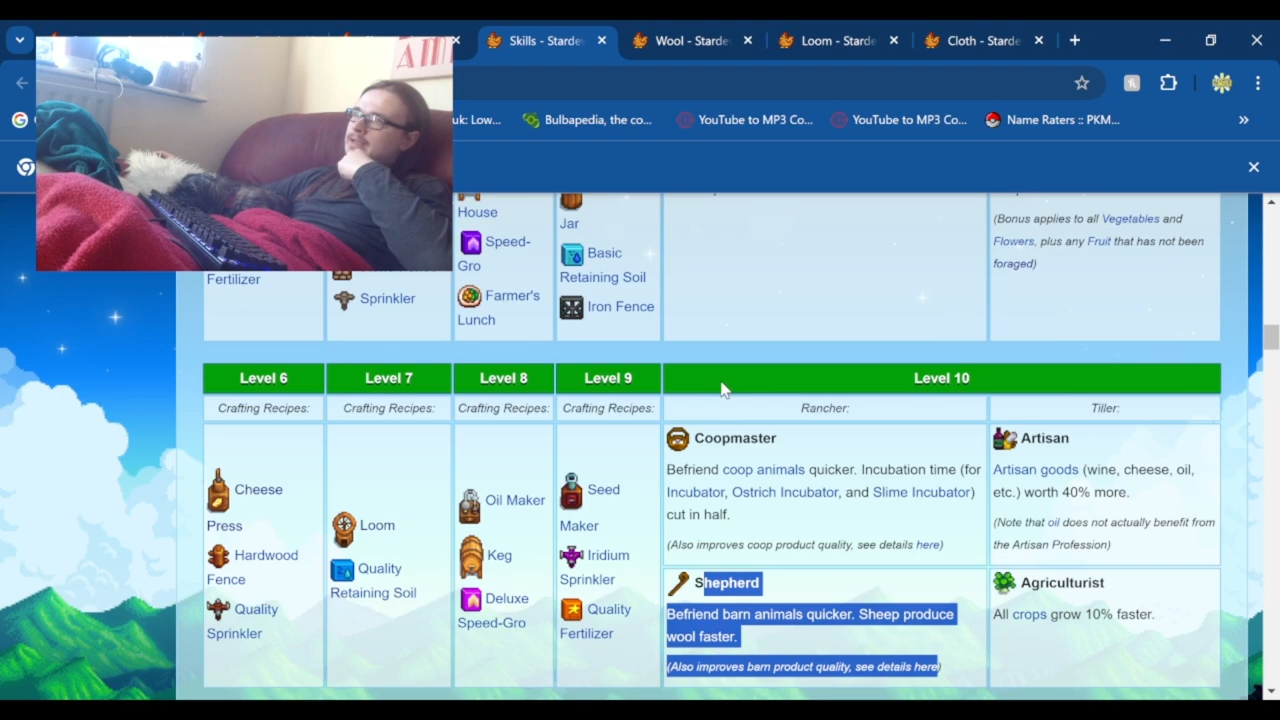 Skills - Starde
Wool - Starde
Loom - Starde
Cloth - Starde
uk: Low...
Bulbapedia, the co...
YouTube to MP3 Co...
YouTube to MP3 Co...
Name Raters :: PKM...
House
Speed-
Gro
Farmer's
Lunch
Jar
Basic
Retaining Soil
Iron Fence
Fertilizer
Sprinkler
(Bonus applies to all Vegetables and
Flowers, plus any Fruit that has not been
foraged)
Level 6
Level 7
Level 8
Level 9
Level 10
Crafting Recipes:
Crafting Recipes:
Crafting Recipes:
Crafting Recipes:
Rancher:
Tiller:
Cheese
Press
Hardwood
Fence
Quality
Sprinkler
Loom
Quality
Retaining Soil
Oil Maker
Keg
Deluxe
Speed-Gro
Seed
Maker
Iridium
Sprinkler
Quality
Fertilizer
Coopmaster
Befriend coop animals quicker. Incubation time (for
Incubator, Ostrich Incubator, and Slime Incubator)
cut in half.
(Also improves coop product quality, see details here)
Artisan
Artisan goods (wine, cheese, oil,
etc.) worth 40% more.
(Note that oil does not actually benefit from
the Artisan Profession)
Shepherd
Befriend barn animals quicker. Sheep produce
wool faster.
(Also improves barn product quality, see details here)
Agriculturist
All crops grow 10% faster.